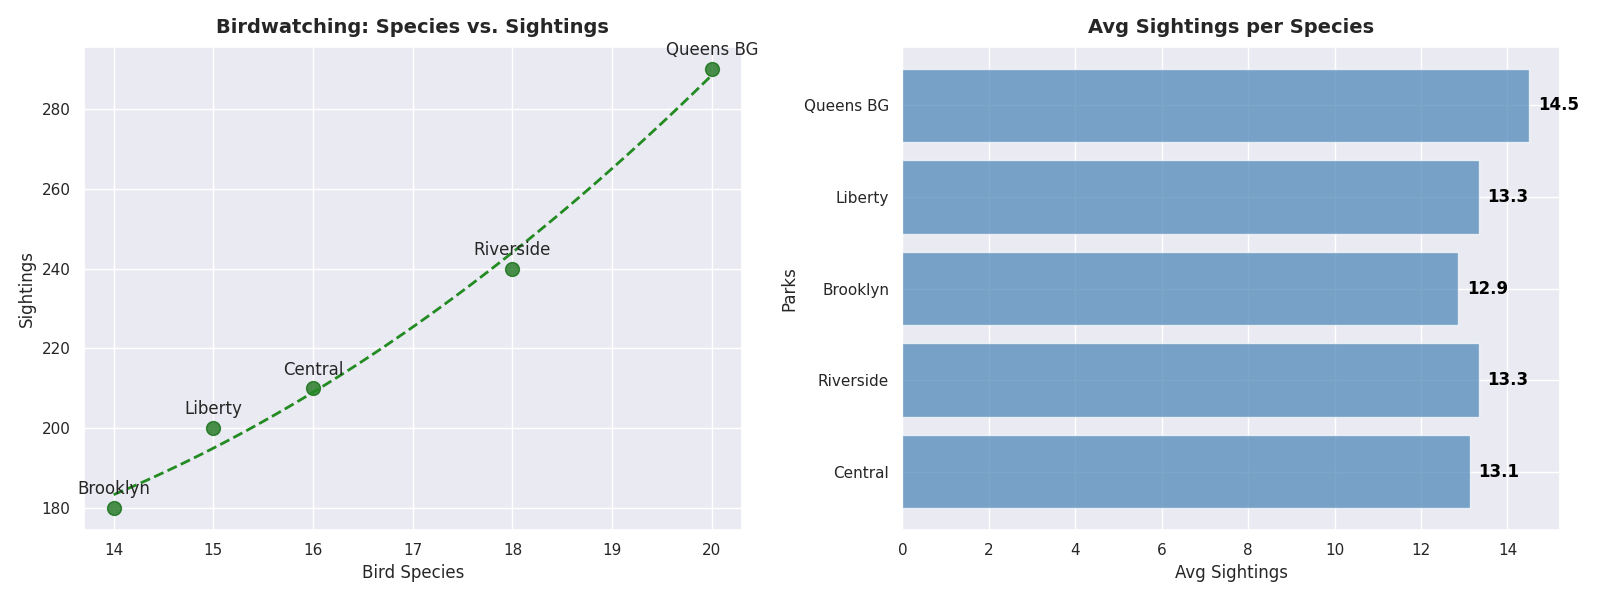 Birdwatching: Species vs. Sightings
Sightings
280
260
240
220
200
180
Queens BG
Riverside
Central
Liberty
Brooklyn
14 15 16 17 18 19 20
Bird Species
Avg Sightings per Species
Parks
Queens BG 14.5
Liberty 13.3
Brooklyn 12.9
Riverside 13.3
Central 13.1
0 2 4 6 8 10 12 14
Avg Sightings